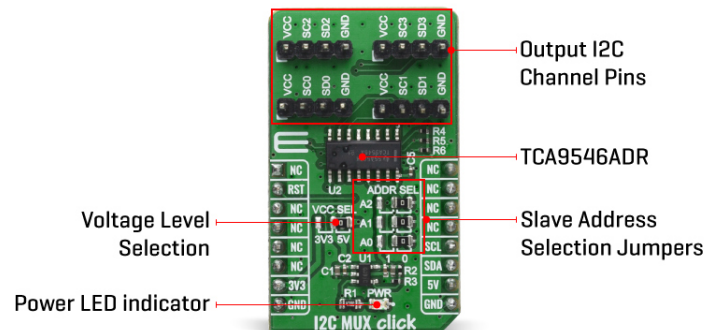 VCC SC2 SD2 GND
VCC SC3 SD3 GND
VCC SC0 SD0 GND
VCC SC1 SD1 GND
Output I2C
Channel Pins
R4
R5
R6
C5
U2
TCA9546ADR
NC
RST
NC
NC
NC
NC
3V3
GND
NC
NC
NC
NC
SCL
SDA
5V
GND
ADDR SEL
A2
A1
A0
1 0
VCC SEL
3V3 5V
Voltage Level
Selection
Slave Address
Selection Jumpers
C2
C1
U1
R2
R3
R1
PWR
Power LED indicator
I2C MUX click